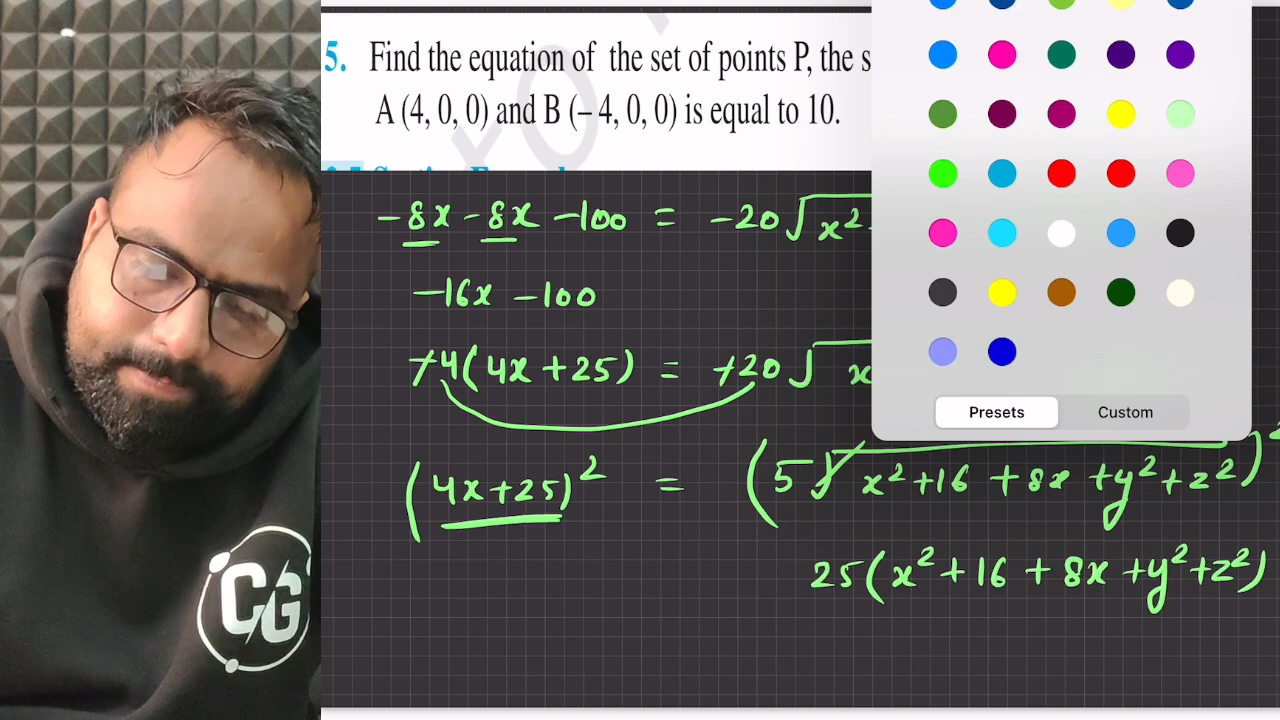 5. Find the equation of the set of points P, the s
A (4, 0, 0) and B (– 4, 0, 0) is equal to 10.
-8x -8x -100 = -20√x²
-16x -100
-4(4x+25) = -20√x
Presets Custom
(4x+25)² = (5√x²+16+8x+y²+z²)²
25(x²+16+8x+y²+z²)
CG